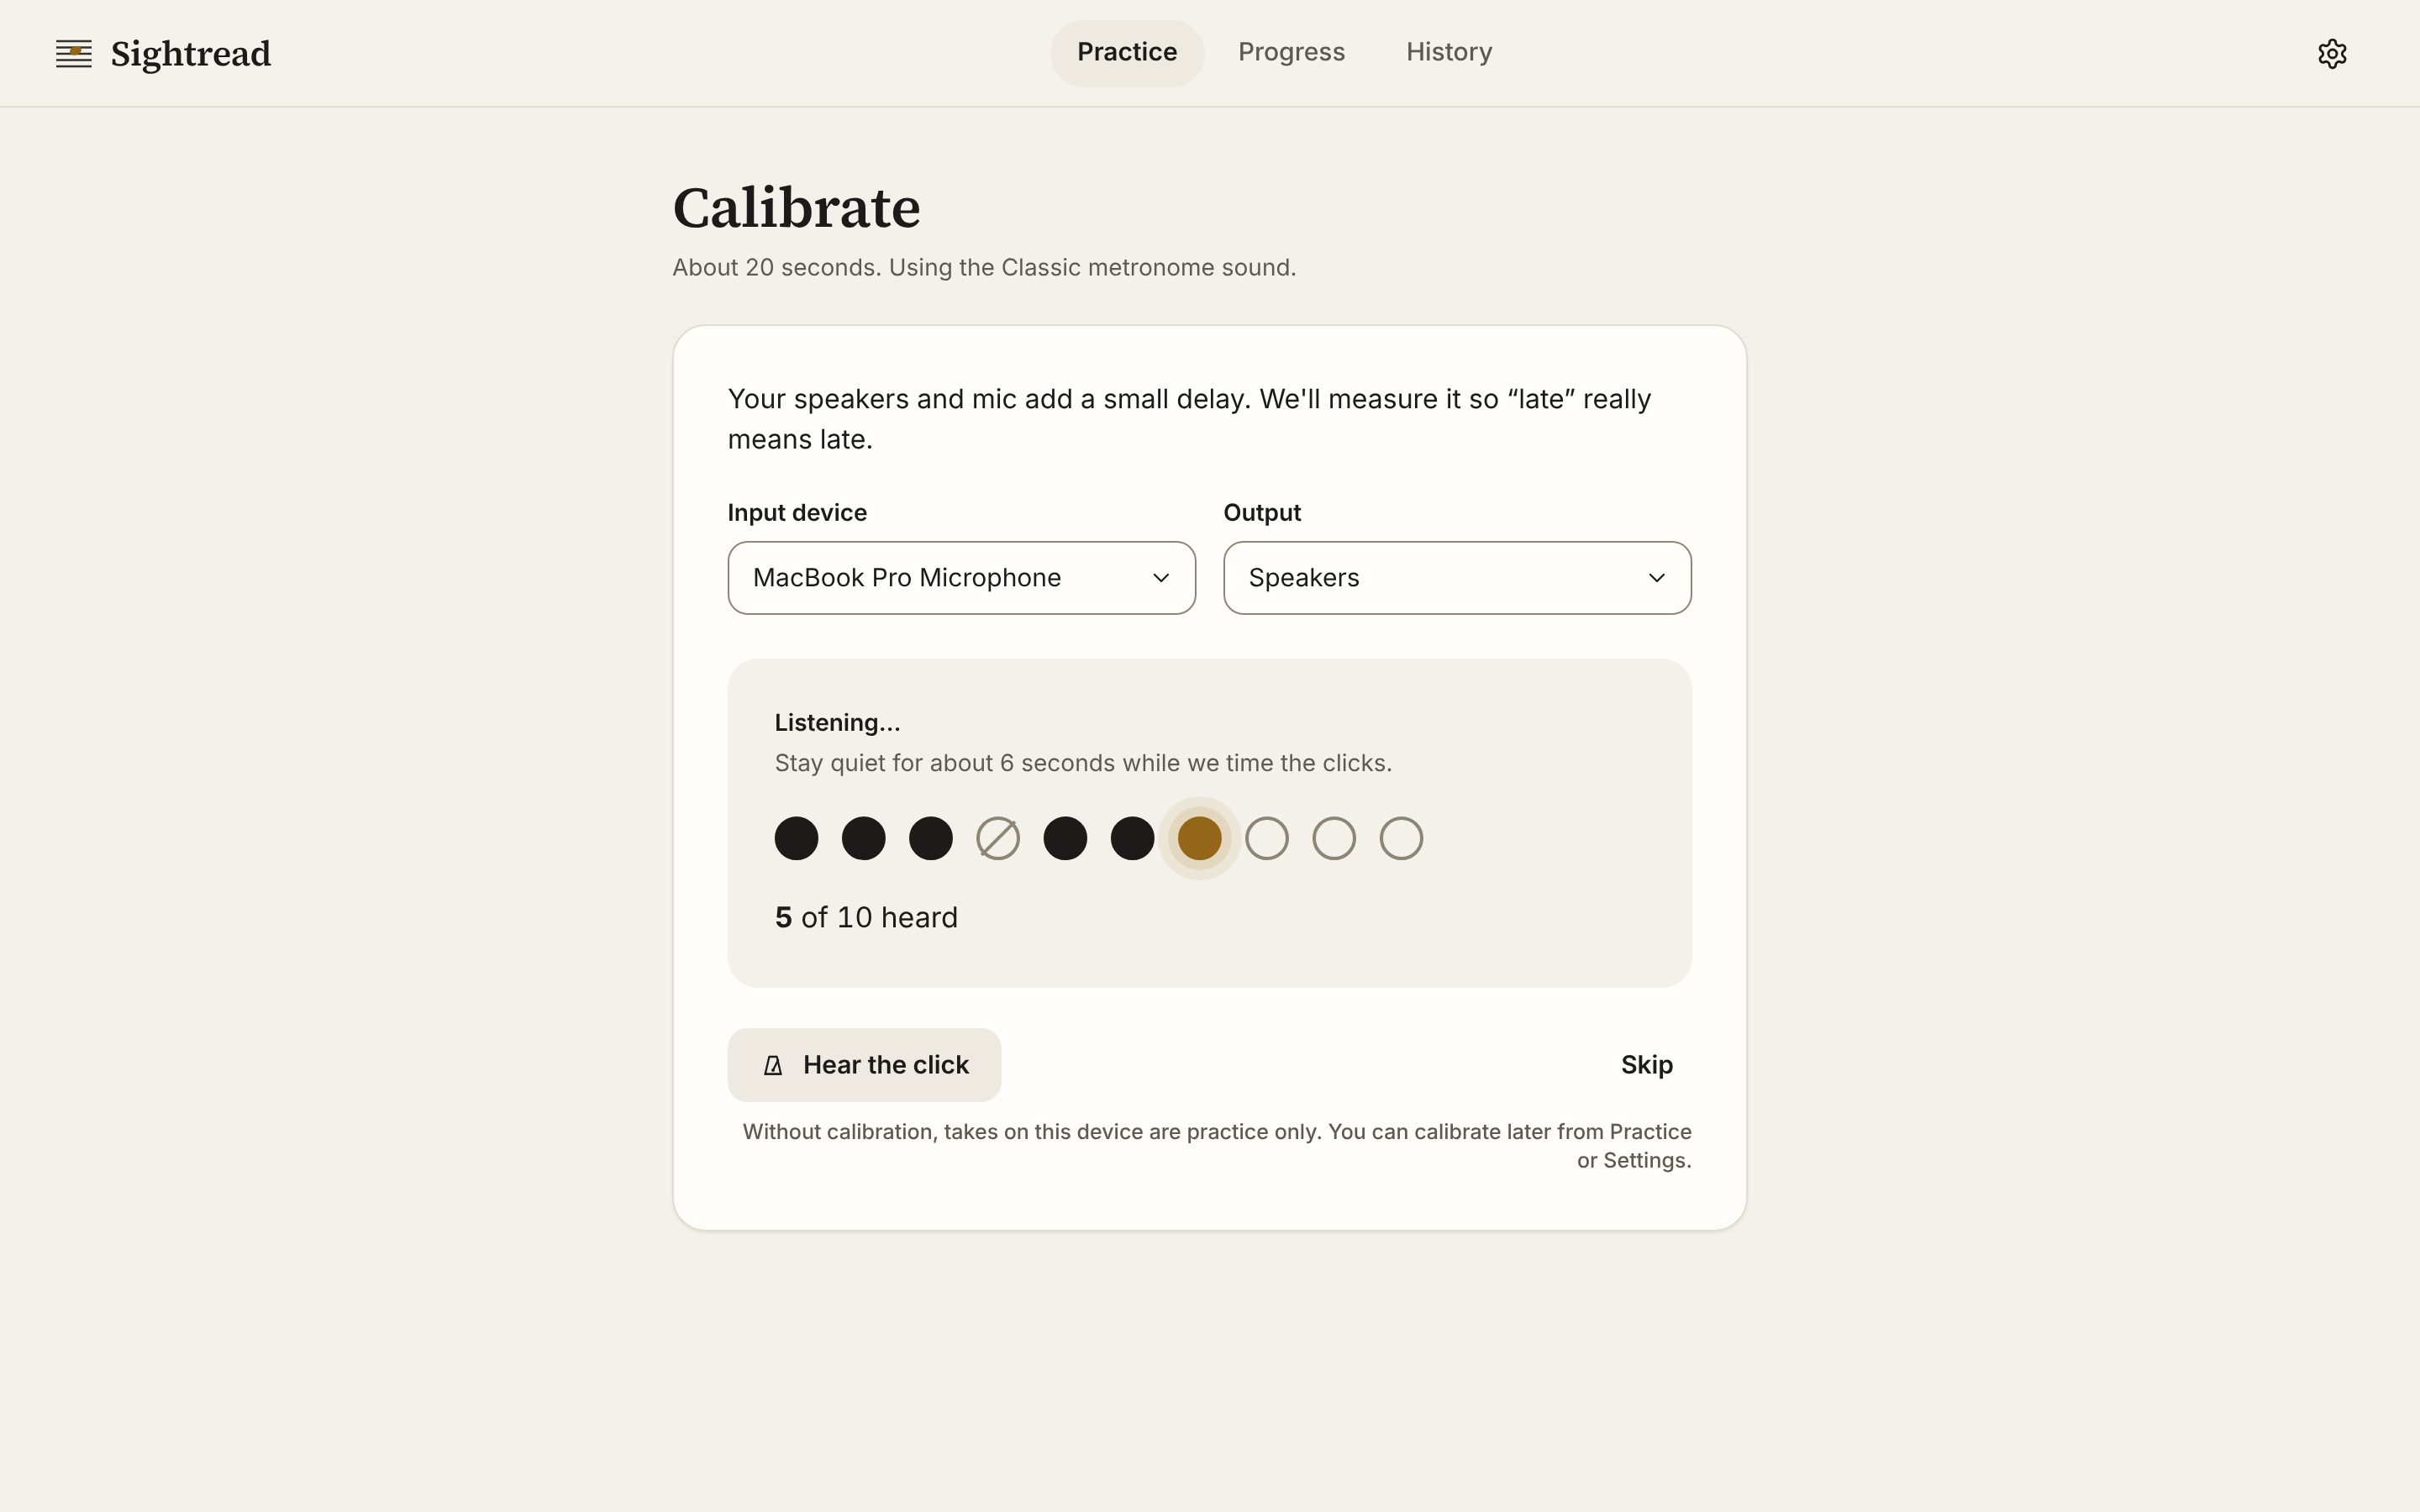 Sightread
Practice
Progress
History
Calibrate
About 20 seconds. Using the Classic metronome sound.
Your speakers and mic add a small delay. We'll measure it so “late” really
means late.
Input device
Output
MacBook Pro Microphone
Speakers
Listening…
Stay quiet for about 6 seconds while we time the clicks.
5 of 10 heard
Hear the click
Skip
Without calibration, takes on this device are practice only. You can calibrate later from Practice
or Settings.